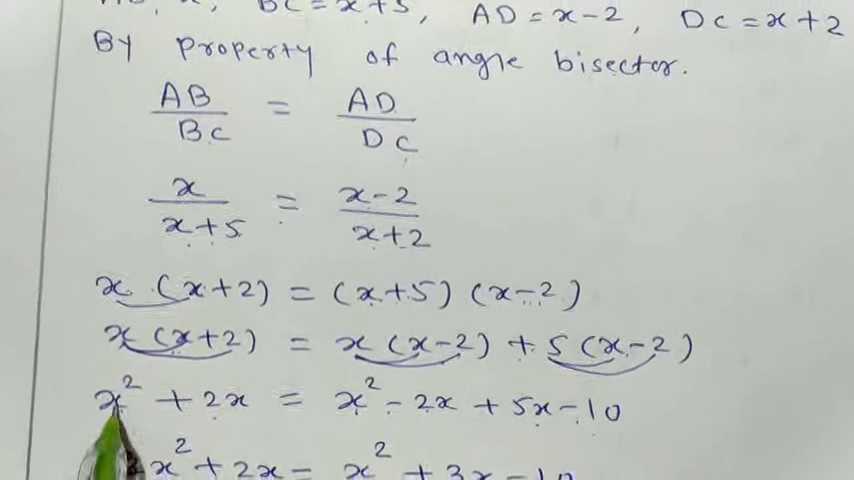 BC = x + 5, AD = x - 2, DC = x + 2
By property of angle bisector.
AB / BC = AD / DC
x / x + 5 = x - 2 / x + 2
x (x + 2) = (x + 5) (x - 2)
x (x + 2) = x (x - 2) + 5 (x - 2)
x² + 2x = x² - 2x + 5x - 10
x² + 2x = x² + 3x - 10